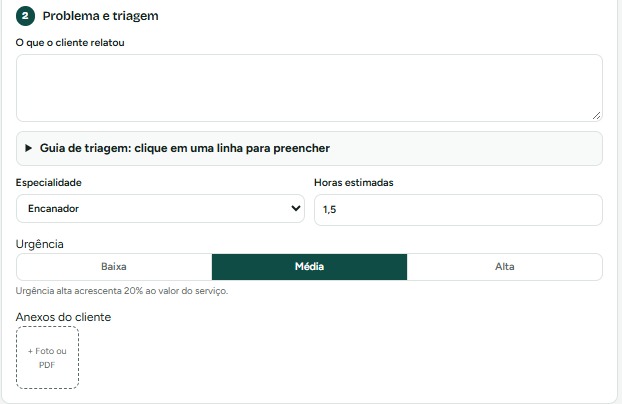 2 Problema e triagem
O que o cliente relatou
Guia de triagem: clique em uma linha para preencher
Especialidade Horas estimadas
Encanador 1,5
Urgência
Baixa Média Alta
Urgência alta acrescenta 20% ao valor do serviço.
Anexos do cliente
+ Foto ou
PDF